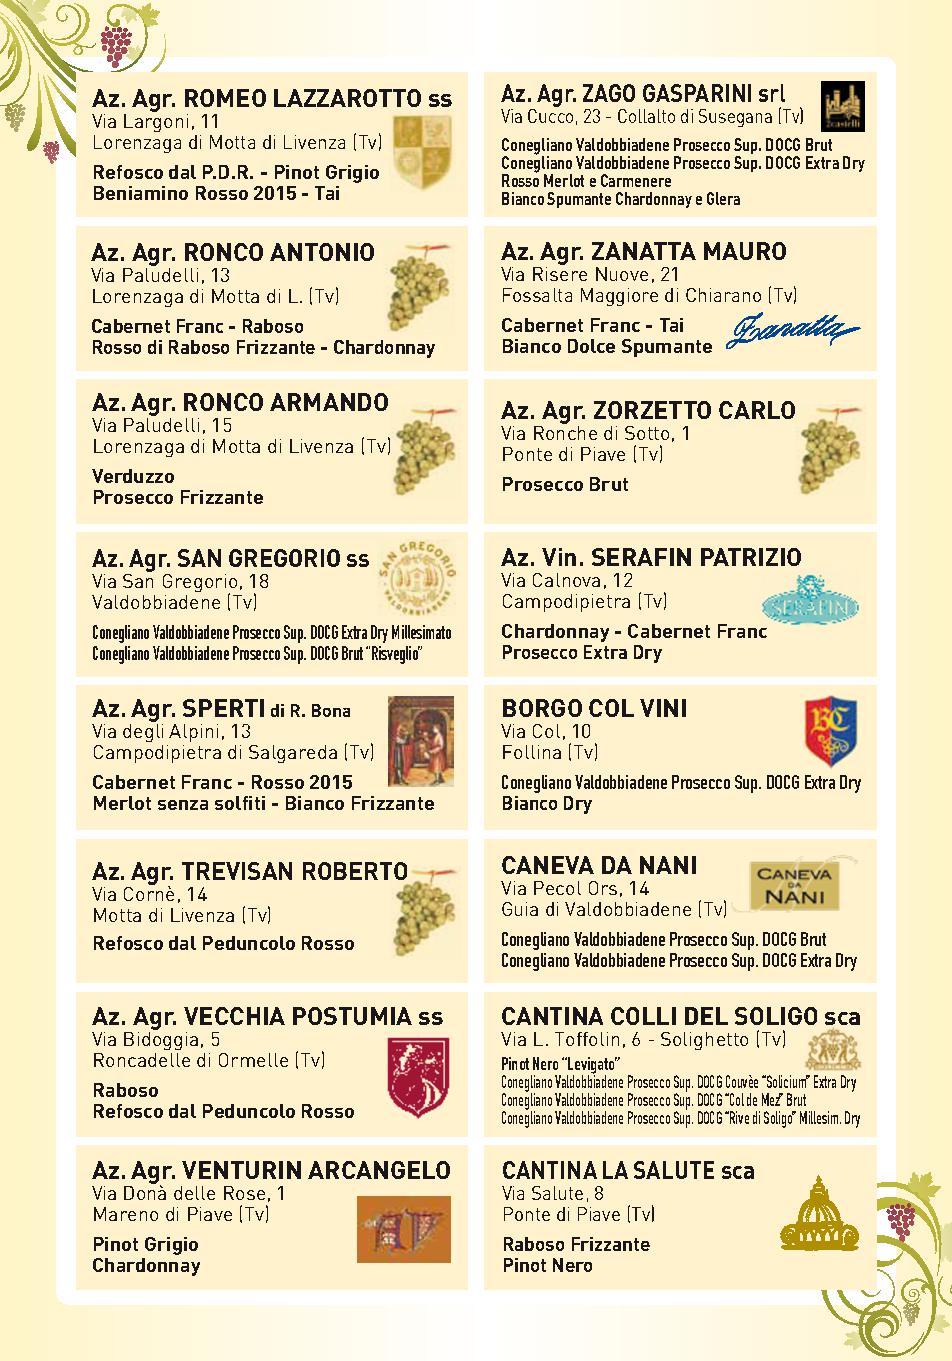 Az. Agr. ROMEO LAZZAROTTO ss
Via Largoni, 11
Lorenzaga di Motta di Livenza (Tv)
Refosco dal P.D.R. - Pinot Grigio
Beniamino Rosso 2015 - Tai
Az. Agr. RONCO ANTONIO
Via Paludelli, 13
Lorenzaga di Motta di L. (Tv)
Cabernet Franc - Raboso
Rosso di Raboso Frizzante - Chardonnay
Az. Agr. RONCO ARMANDO
Via Paludelli, 15
Lorenzaga di Motta di Livenza (Tv)
Verduzzo
Prosecco Frizzante
Az. Agr. SAN GREGORIO ss
Via San Gregorio, 18
Valdobbiadene (Tv)
Conegliano Valdobbiadene Prosecco Sup. DOCG Extra Dry Millesimato
Conegliano Valdobbiadene Prosecco Sup. DOCG Brut “Risveglio”
SAN GREGORIO
VALDOBBIADENE
Az. Agr. SPERTI di R. Bona
Via degli Alpini, 13
Campodipietra di Salgareda (Tv)
Cabernet Franc - Rosso 2015
Merlot senza solfiti - Bianco Frizzante
Az. Agr. TREVISAN ROBERTO
Via Cornè, 14
Motta di Livenza (Tv)
Refosco dal Peduncolo Rosso
Az. Agr. VECCHIA POSTUMIA ss
Via Bidoggia, 5
Roncadelle di Ormelle (Tv)
Raboso
Refosco dal Peduncolo Rosso
Az. Agr. VENTURIN ARCANGELO
Via Donà delle Rose, 1
Mareno di Piave (Tv)
Pinot Grigio
Chardonnay
Az. Agr. ZAGO GASPARINI srl
Via Cucco, 23 - Collalto di Susegana (Tv)
2castelli
Conegliano Valdobbiadene Prosecco Sup. DOCG Brut
Conegliano Valdobbiadene Prosecco Sup. DOCG Extra Dry
Rosso Merlot e Carmenere
Bianco Spumante Chardonnay e Glera
Az. Agr. ZANATTA MAURO
Via Risere Nuove, 21
Fossalta Maggiore di Chiarano (Tv)
Cabernet Franc - Tai
Bianco Dolce Spumante
Zanatta
Az. Agr. ZORZETTO CARLO
Via Ronche di Sotto, 1
Ponte di Piave (Tv)
Prosecco Brut
Az. Vin. SERAFIN PATRIZIO
Via Calnova, 12
Campodipietra (Tv)
SERAFIN
Chardonnay - Cabernet Franc
Prosecco Extra Dry
BORGO COL VINI
Via Col, 10
Follina (Tv)
BC
Conegliano Valdobbiadene Prosecco Sup. DOCG Extra Dry
Bianco Dry
CANEVA DA NANI
Via Pecol Ors, 14
Guia di Valdobbiadene (Tv)
CANEVA
DA
NANI
Conegliano Valdobbiadene Prosecco Sup. DOCG Brut
Conegliano Valdobbiadene Prosecco Sup. DOCG Extra Dry
CANTINA COLLI DEL SOLIGO sca
Via L. Toffolin, 6 - Solighetto (Tv)
Pinot Nero “Levigato”
Conegliano Valdobbiadene Prosecco Sup. DOCG Couvèe “Solicium” Extra Dry
Conegliano Valdobbiadene Prosecco Sup. DOCG “Col de Mez” Brut
Conegliano Valdobbiadene Prosecco Sup. DOCG “Rive di Soligo” Millesim. Dry
CANTINA LA SALUTE sca
Via Salute, 8
Ponte di Piave (Tv)
Raboso Frizzante
Pinot Nero